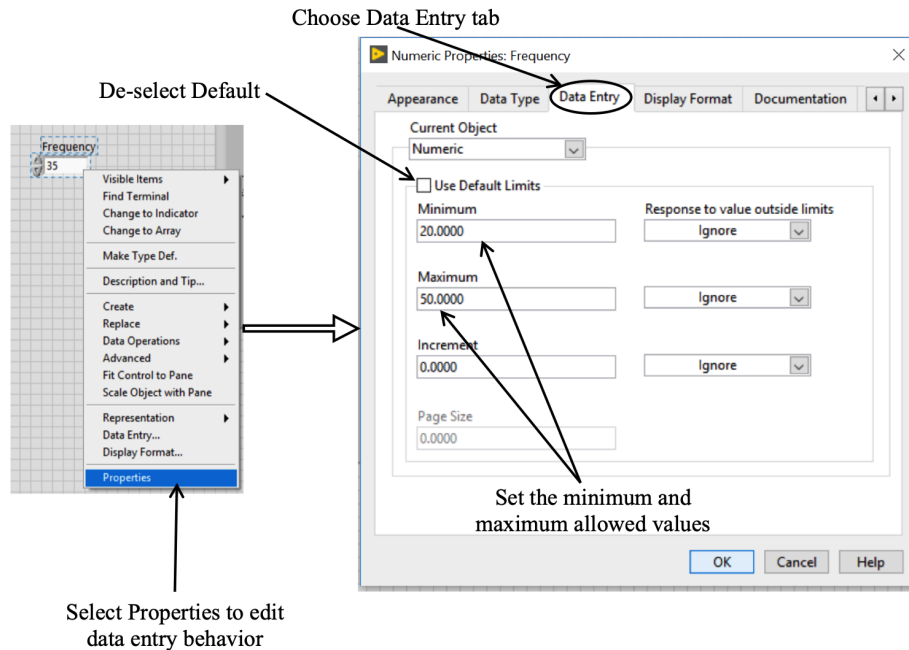 Choose Data Entry tab
Numeric Properties: Frequency
De-select Default
Appearance Data Type Data Entry Display Format Documentation
Current Object
Numeric
Use Default Limits
Minimum Response to value outside limits
20.0000 Ignore
Maximum
50.0000 Ignore
Increment
0.0000 Ignore
Page Size
0.0000
Set the minimum and
maximum allowed values
OK Cancel Help
Frequency
35
Visible Items
Find Terminal
Change to Indicator
Change to Array
Make Type Def.
Description and Tip...
Create
Replace
Data Operations
Advanced
Fit Control to Pane
Scale Object with Pane
Representation
Data Entry...
Display Format...
Properties
Select Properties to edit
data entry behavior